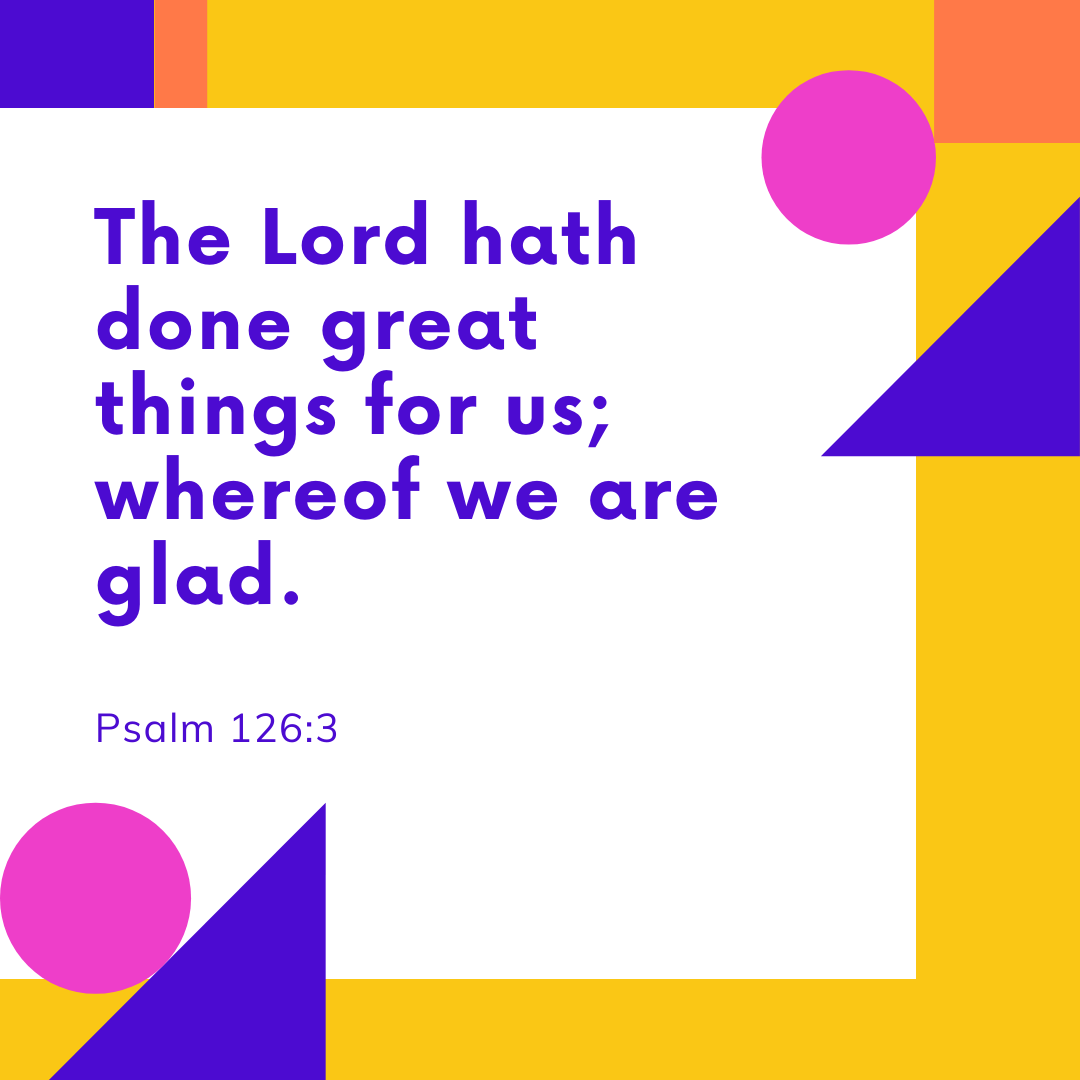 The Lord hath
done great
things for us;
whereof we are
glad.
Psalm 126:3